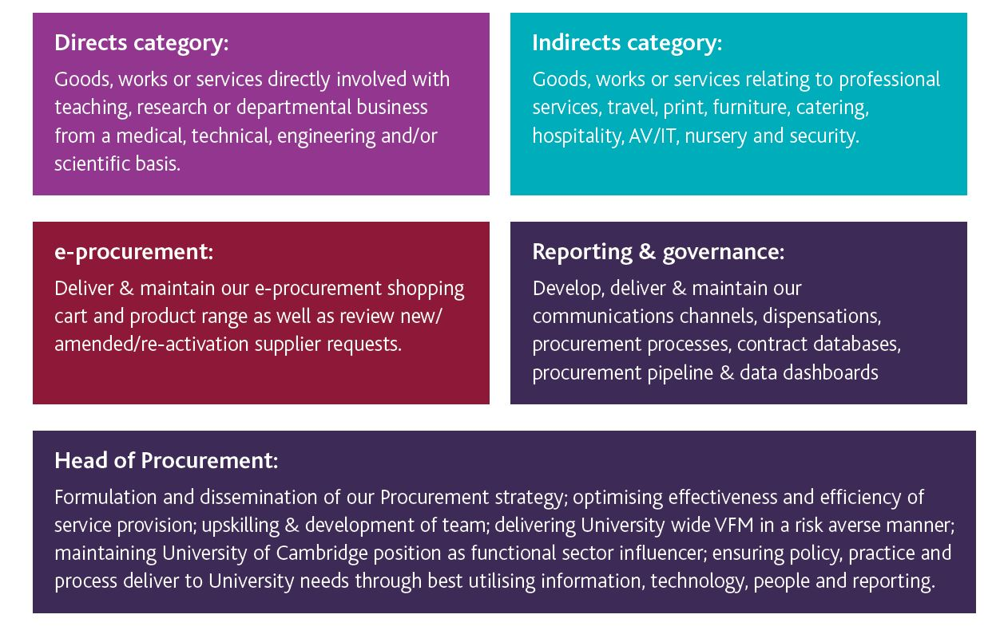 Directs category:
Goods, works or services directly involved with
teaching, research or departmental business
from a medical, technical, engineering and/or
scientific basis.
Indirects category:
Goods, works or services relating to professional
services, travel, print, furniture, catering,
hospitality, AV/IT, nursery and security.
e-procurement:
Deliver & maintain our e-procurement shopping
cart and product range as well as review new/
amended/re-activation supplier requests.
Reporting & governance:
Develop, deliver & maintain our
communications channels, dispensations,
procurement processes, contract databases,
procurement pipeline & data dashboards
Head of Procurement:
Formulation and dissemination of our Procurement strategy; optimising effectiveness and efficiency of
service provision; upskilling & development of team; delivering University wide VFM in a risk averse manner;
maintaining University of Cambridge position as functional sector influencer; ensuring policy, practice and
process deliver to University needs through best utilising information, technology, people and reporting.